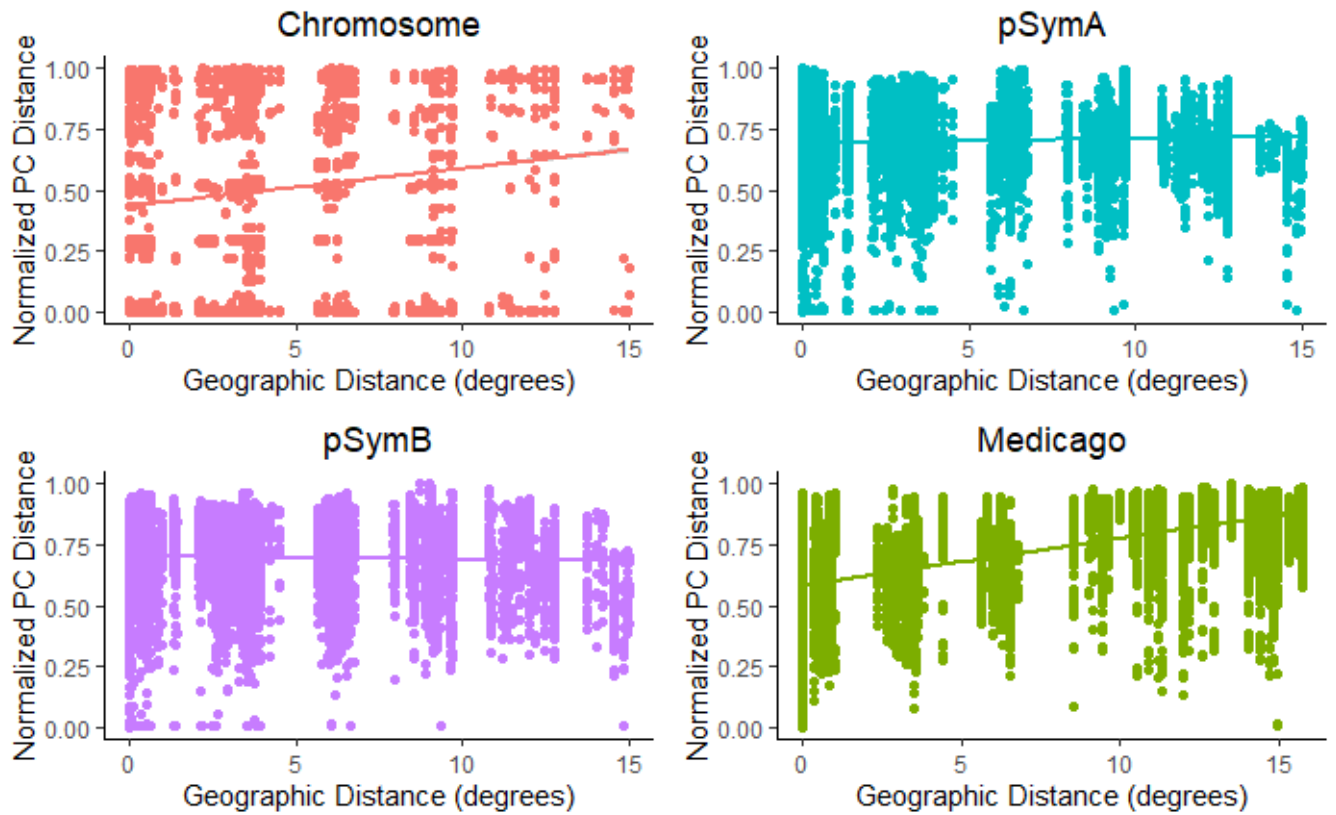 Chromosome
Normalized PC Distance
1.00
0.75
0.50
0.25
0.00
0 5 10 15
Geographic Distance (degrees)
pSymA
Normalized PC Distance
1.00
0.75
0.50
0.25
0.00
0 5 10 15
Geographic Distance (degrees)
pSymB
Normalized PC Distance
1.00
0.75
0.50
0.25
0.00
0 5 10 15
Geographic Distance (degrees)
Medicago
Normalized PC Distance
1.00
0.75
0.50
0.25
0.00
0 5 10 15
Geographic Distance (degrees)